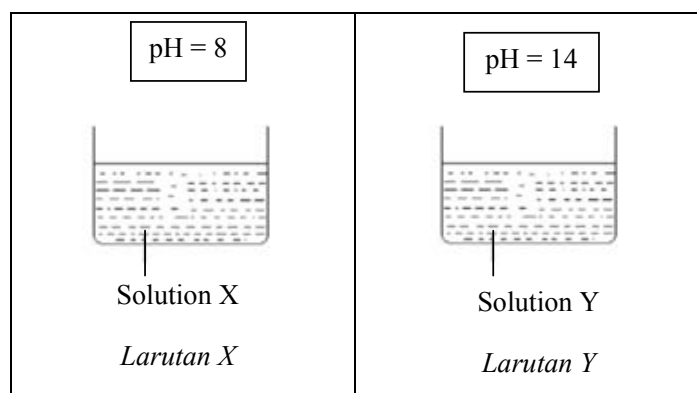 pH = 8
Solution X
Larutan X
pH = 14
Solution Y
Larutan Y